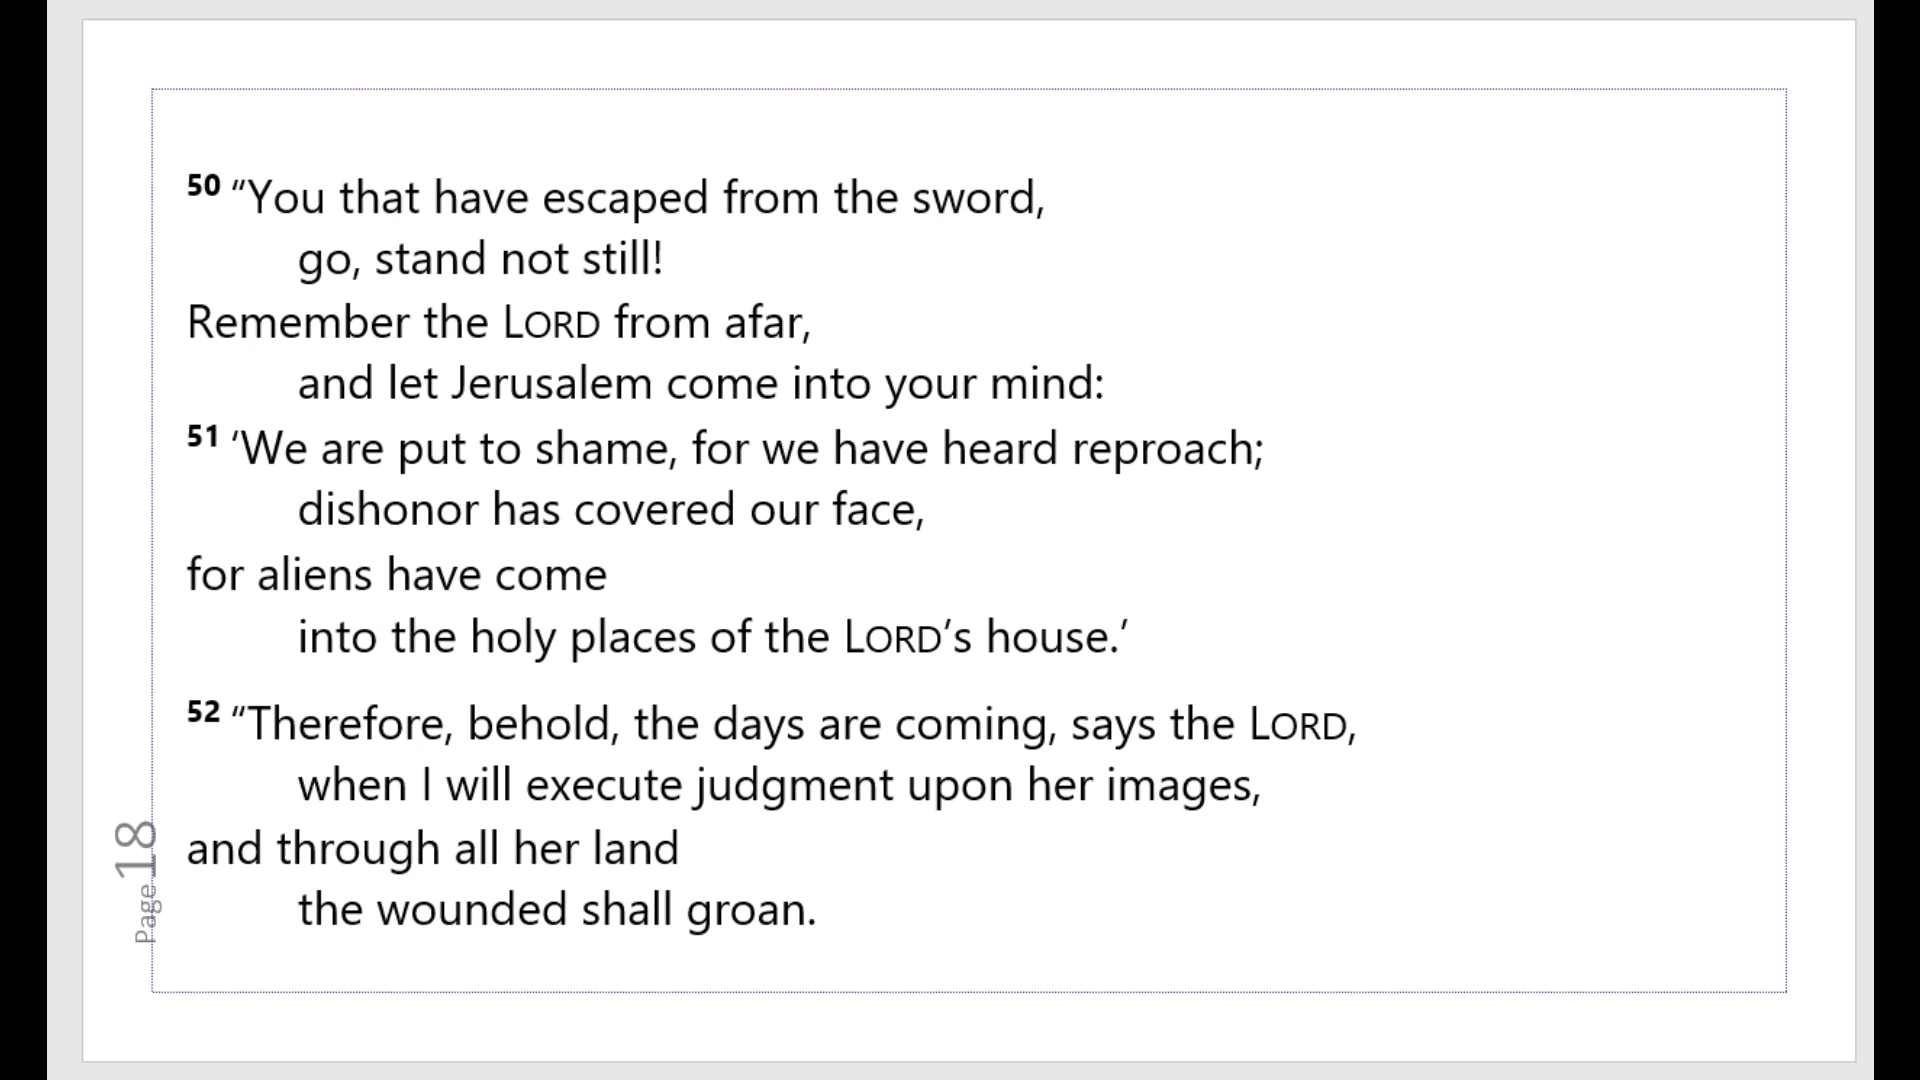 50 “You that have escaped from the sword,
go, stand not still!
Remember the LORD from afar,
and let Jerusalem come into your mind:
51 ‘We are put to shame, for we have heard reproach;
dishonor has covered our face,
for aliens have come
into the holy places of the LORD’s house.’
52 “Therefore, behold, the days are coming, says the LORD,
when I will execute judgment upon her images,
and through all her land
the wounded shall groan.
Page 18